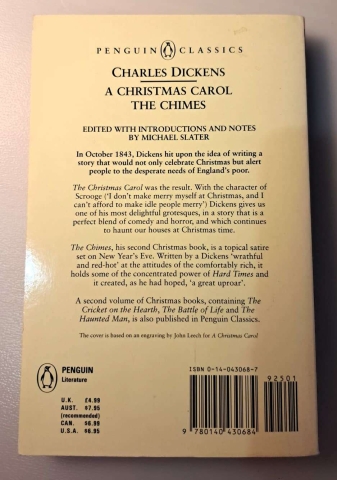 PENGUIN CLASSICS
CHARLES DICKENS
A CHRISTMAS CAROL
THE CHIMES
EDITED WITH INTRODUCTIONS AND NOTES
BY MICHAEL SLATER
In October 1843, Dickens hit upon the idea of writing a
story that would not only celebrate Christmas but alert
people to the desperate needs of England's poor.
The Christmas Carol was the result. With the character of
Scrooge ('I don't make merry myself at Christmas, and I
can't afford to make idle people merry') Dickens gives us
one of his most delightful grotesques, in a story that is a
perfect blend of comedy and horror, and which continues
to haunt our houses at Christmas time.
The Chimes, his second Christmas book, is a topical satire
set on New Year's Eve. Written by a Dickens 'wrathful
and red-hot' at the attitudes of the comfortably rich, it
holds some of the concentrated power of Hard Times and
it created, as he had hoped, 'a great uproar'.
A second volume of Christmas books, containing The
Cricket on the Hearth, The Battle of Life and The
Haunted Man, is also published in Penguin Classics.
The cover is based on an engraving by John Leech for A Christmas Carol
PENGUIN
Literature
U.K. £4.99
AUST. $7.95
(recommended)
CAN. $6.99
U.S.A. $6.95
ISBN 0-14-043068-7
92501
9 780140 430684